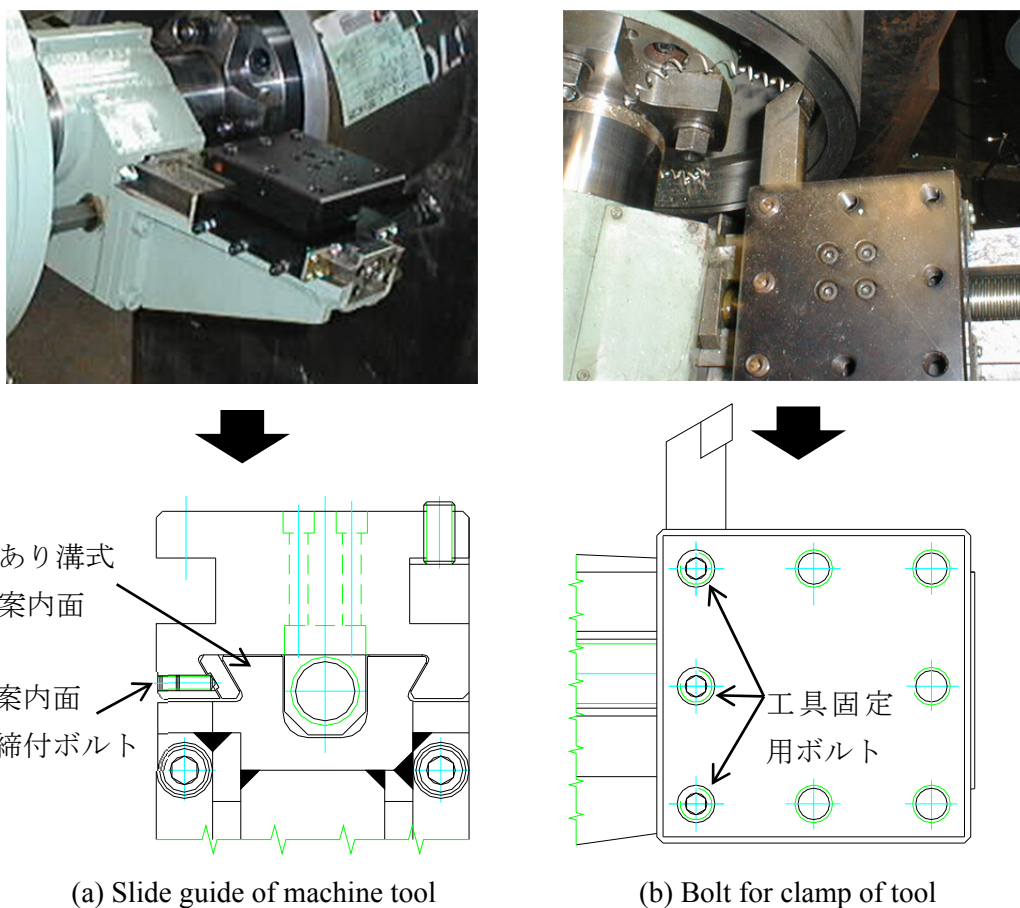 あり溝式
案内面
案内面
締付ボルト
工具固定
用ボルト
(a) Slide guide of machine tool
(b) Bolt for clamp of tool